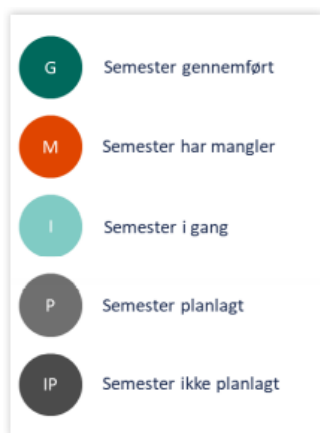 G Semester gennemført
M Semester har mangler
I Semester i gang
P Semester planlagt
IP Semester ikke planlagt